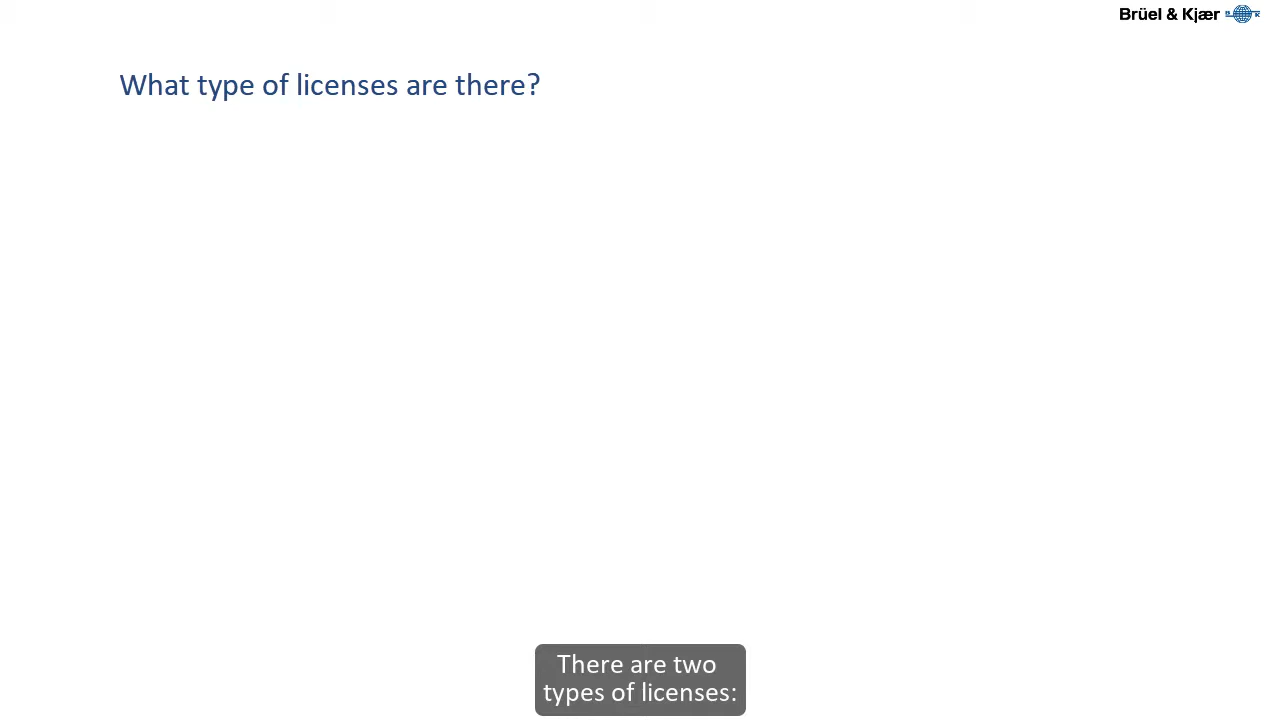 Brüel & Kjær
What type of licenses are there?
There are two
types of licenses: